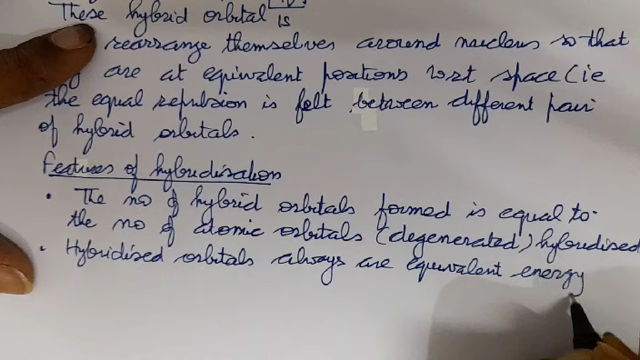 These hybrid orbital is
rearrange themselves around nucleus so that
are at equivalent positions w.r.t space (ie
the equal repulsion is felt between different pair
of hybrid orbitals.
Features of hybridisation
• The no of hybrid orbitals formed is equal to
the no of atomic orbitals (degenerated) hybridised
• Hybridised orbitals always are equivalent energy